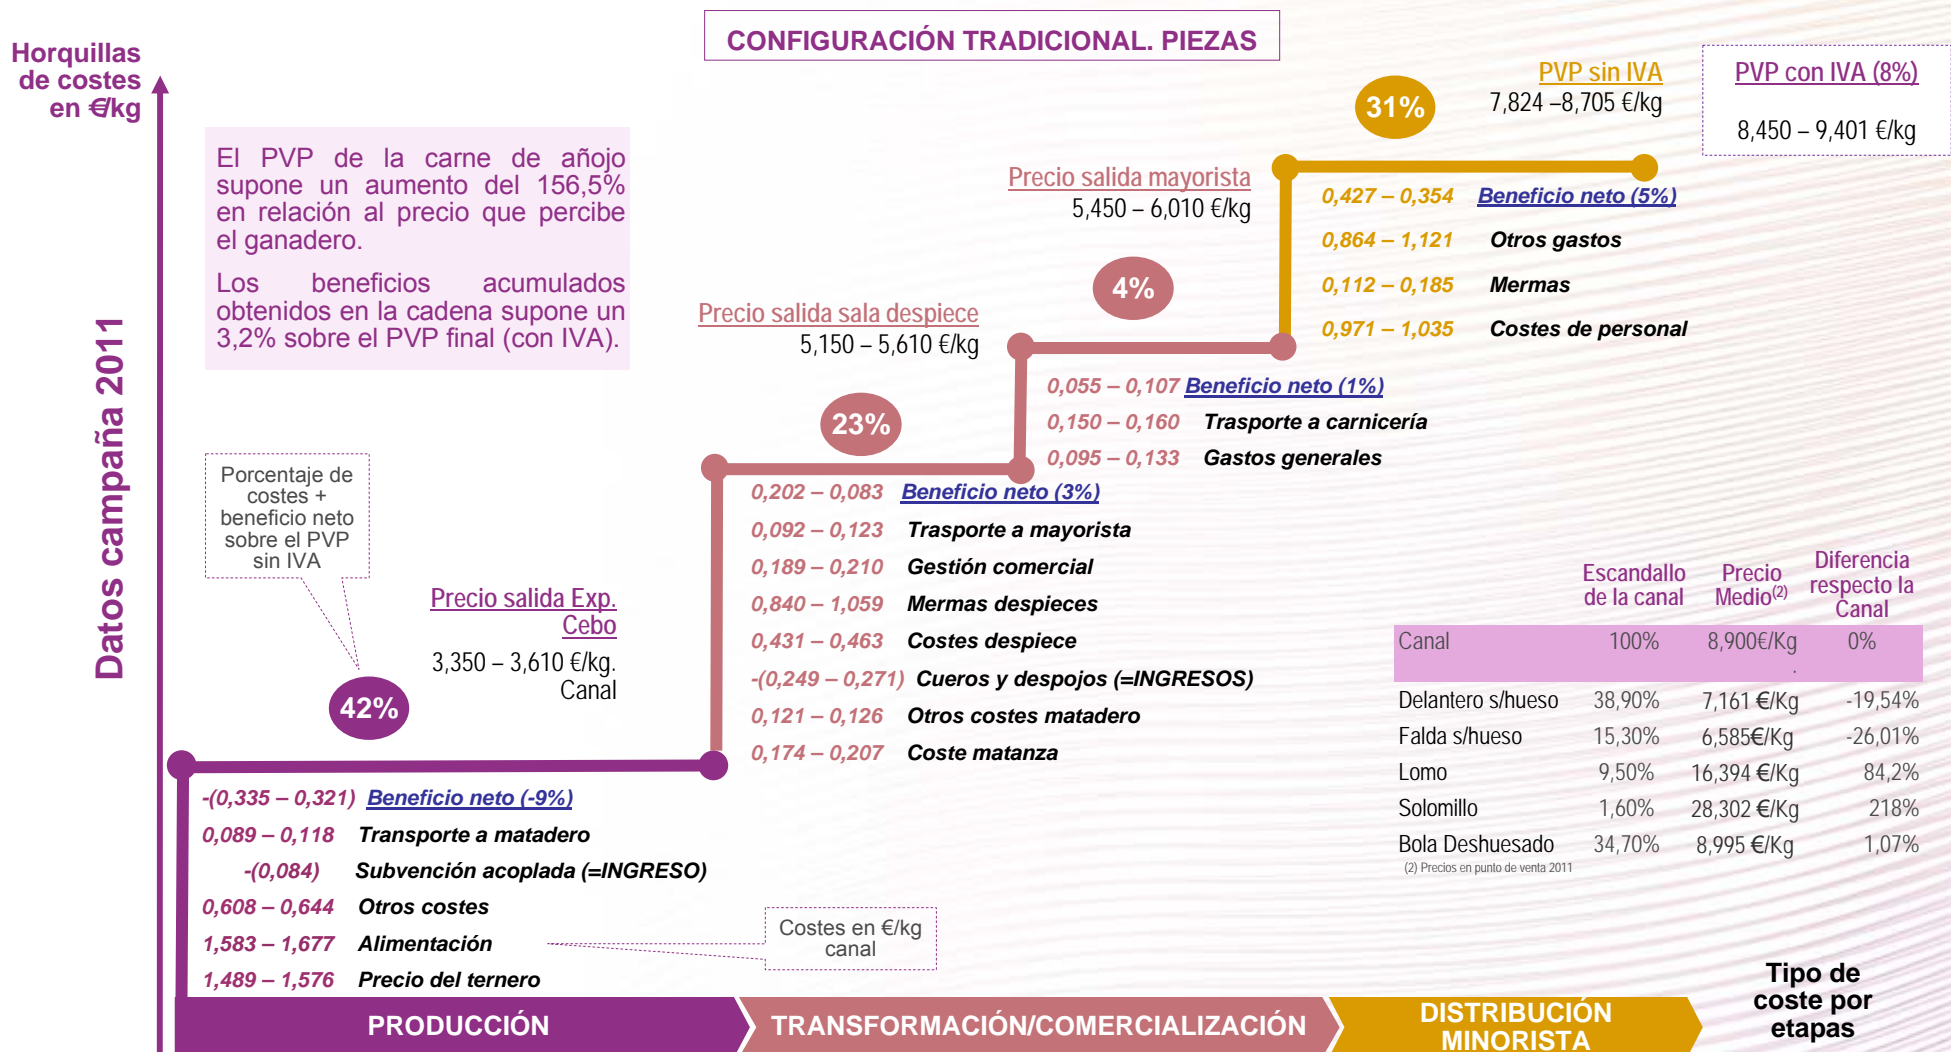 CONFIGURACIÓN TRADICIONAL. PIEZAS
Horquillas
de costes
en €/kg
Datos campaña 2011
El PVP de la carne de añojo
supone un aumento del 156,5%
en relación al precio que percibe
el ganadero.
Los beneficios acumulados
obtenidos en la cadena supone un
3,2% sobre el PVP final (con IVA).
Porcentaje de
costes +
beneficio neto
sobre el PVP
sin IVA
42%
Precio salida Exp.
Cebo
3,350 – 3,610 €/kg.
Canal
-(0,335 – 0,321) Beneficio neto (-9%)
0,089 – 0,118 Transporte a matadero
-(0,084) Subvención acoplada (=INGRESO)
0,608 – 0,644 Otros costes
1,583 – 1,677 Alimentación
1,489 – 1,576 Precio del ternero
Costes en €/kg
canal
PRODUCCIÓN
Precio salida sala despiece
5,150 – 5,610 €/kg
23%
0,202 – 0,083 Beneficio neto (3%)
0,092 – 0,123 Trasporte a mayorista
0,189 – 0,210 Gestión comercial
0,840 – 1,059 Mermas despieces
0,431 – 0,463 Costes despiece
-(0,249 – 0,271) Cueros y despojos (=INGRESOS)
0,121 – 0,126 Otros costes matadero
0,174 – 0,207 Coste matanza
Precio salida mayorista
5,450 – 6,010 €/kg
4%
0,055 – 0,107 Beneficio neto (1%)
0,150 – 0,160 Trasporte a carnicería
0,095 – 0,133 Gastos generales
TRANSFORMACIÓN/COMERCIALIZACIÓN
31%
PVP sin IVA
7,824 –8,705 €/kg
PVP con IVA (8%)
8,450 – 9,401 €/kg
0,427 – 0,354 Beneficio neto (5%)
0,864 – 1,121 Otros gastos
0,112 – 0,185 Mermas
0,971 – 1,035 Costes de personal
DISTRIBUCIÓN
MINORISTA
Escandallo
de la canal
Precio
Medio(2)
Diferencia
respecto la
Canal
Canal 100% 8,900€/Kg 0%
.
Delantero s/hueso 38,90% 7,161 €/Kg -19,54%
Falda s/hueso 15,30% 6,585€/Kg -26,01%
Lomo 9,50% 16,394 €/Kg 84,2%
Solomillo 1,60% 28,302 €/Kg 218%
Bola Deshuesado 34,70% 8,995 €/Kg 1,07%
(2) Precios en punto de venta 2011
Tipo de
coste por
etapas